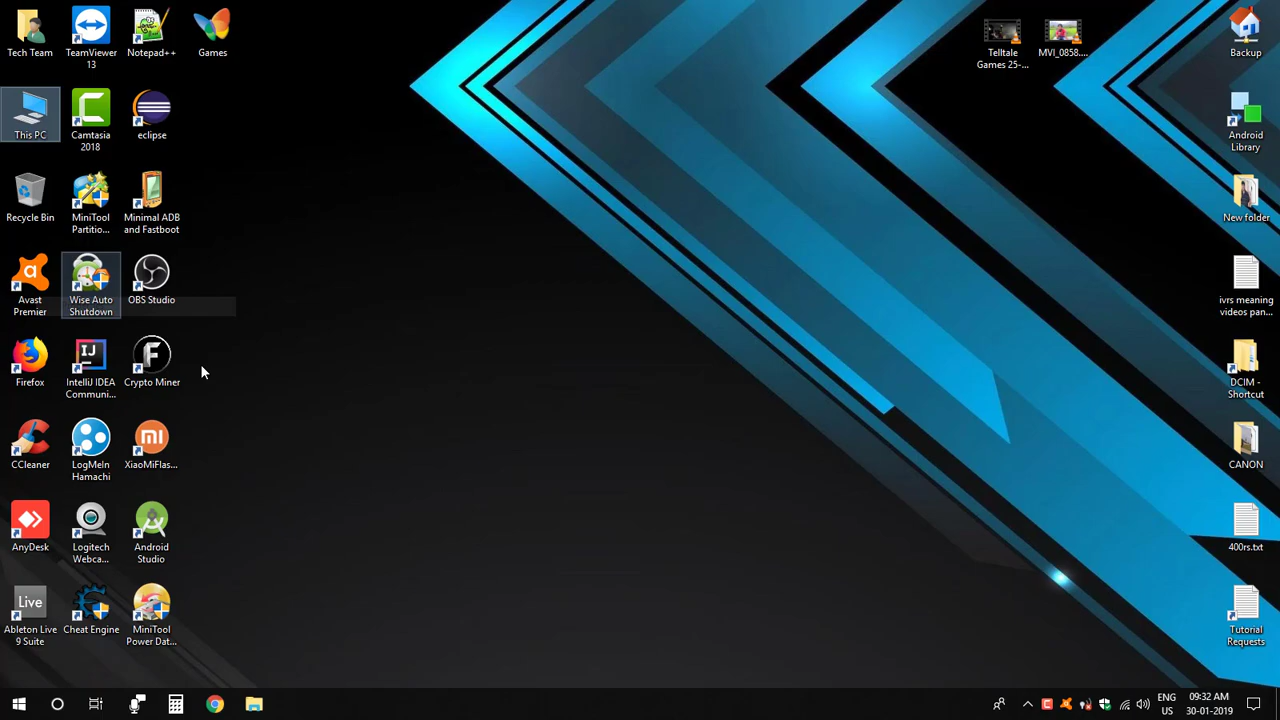 Tech Team
TeamViewer
13
Notepad++
Games
Telltale
Games 25-...
MVI_0858....
Backup
This PC
Camtasia
2018
eclipse
Android
Library
Recycle Bin
MiniTool
Partitio...
Minimal ADB
and Fastboot
New folder
Avast
Premier
Wise Auto
Shutdown
OBS Studio
ivrs meaning
videos pan...
Firefox
IJ
IntelliJ IDEA
Communi...
F
Crypto Miner
DCIM -
Shortcut
CCleaner
LogMeIn
Hamachi
MI
XiaoMiFlas...
CANON
AnyDesk
Logitech
Webca...
Android
Studio
400rs.txt
Live
Ableton Live
9 Suite
Cheat Engine
MiniTool
Power Dat...
Tutorial
Requests
ENG
US
09:32 AM
30-01-2019